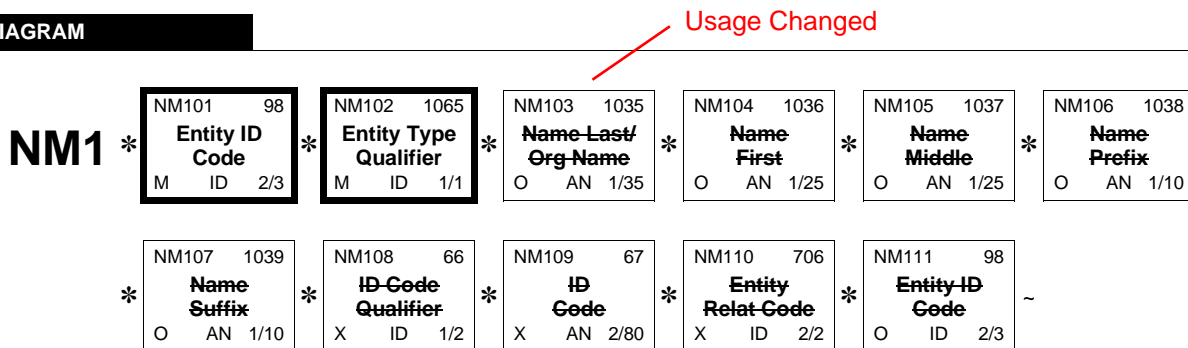 IAGRAM
Usage Changed
NM1 * NM101 98 Entity ID Code M ID 2/3 * NM102 1065 Entity Type Qualifier M ID 1/1 * NM103 1035 Name Last/ Org Name O AN 1/35 * NM104 1036 Name First O AN 1/25 * NM105 1037 Name Middle O AN 1/25 * NM106 1038 Name Prefix O AN 1/10
* NM107 1039 Name Suffix O AN 1/10 * NM108 66 ID Code Qualifier X ID 1/2 * NM109 67 ID Code X AN 2/80 * NM110 706 Entity Relat Code X ID 2/2 * NM111 98 Entity ID Code O ID 2/3 ~